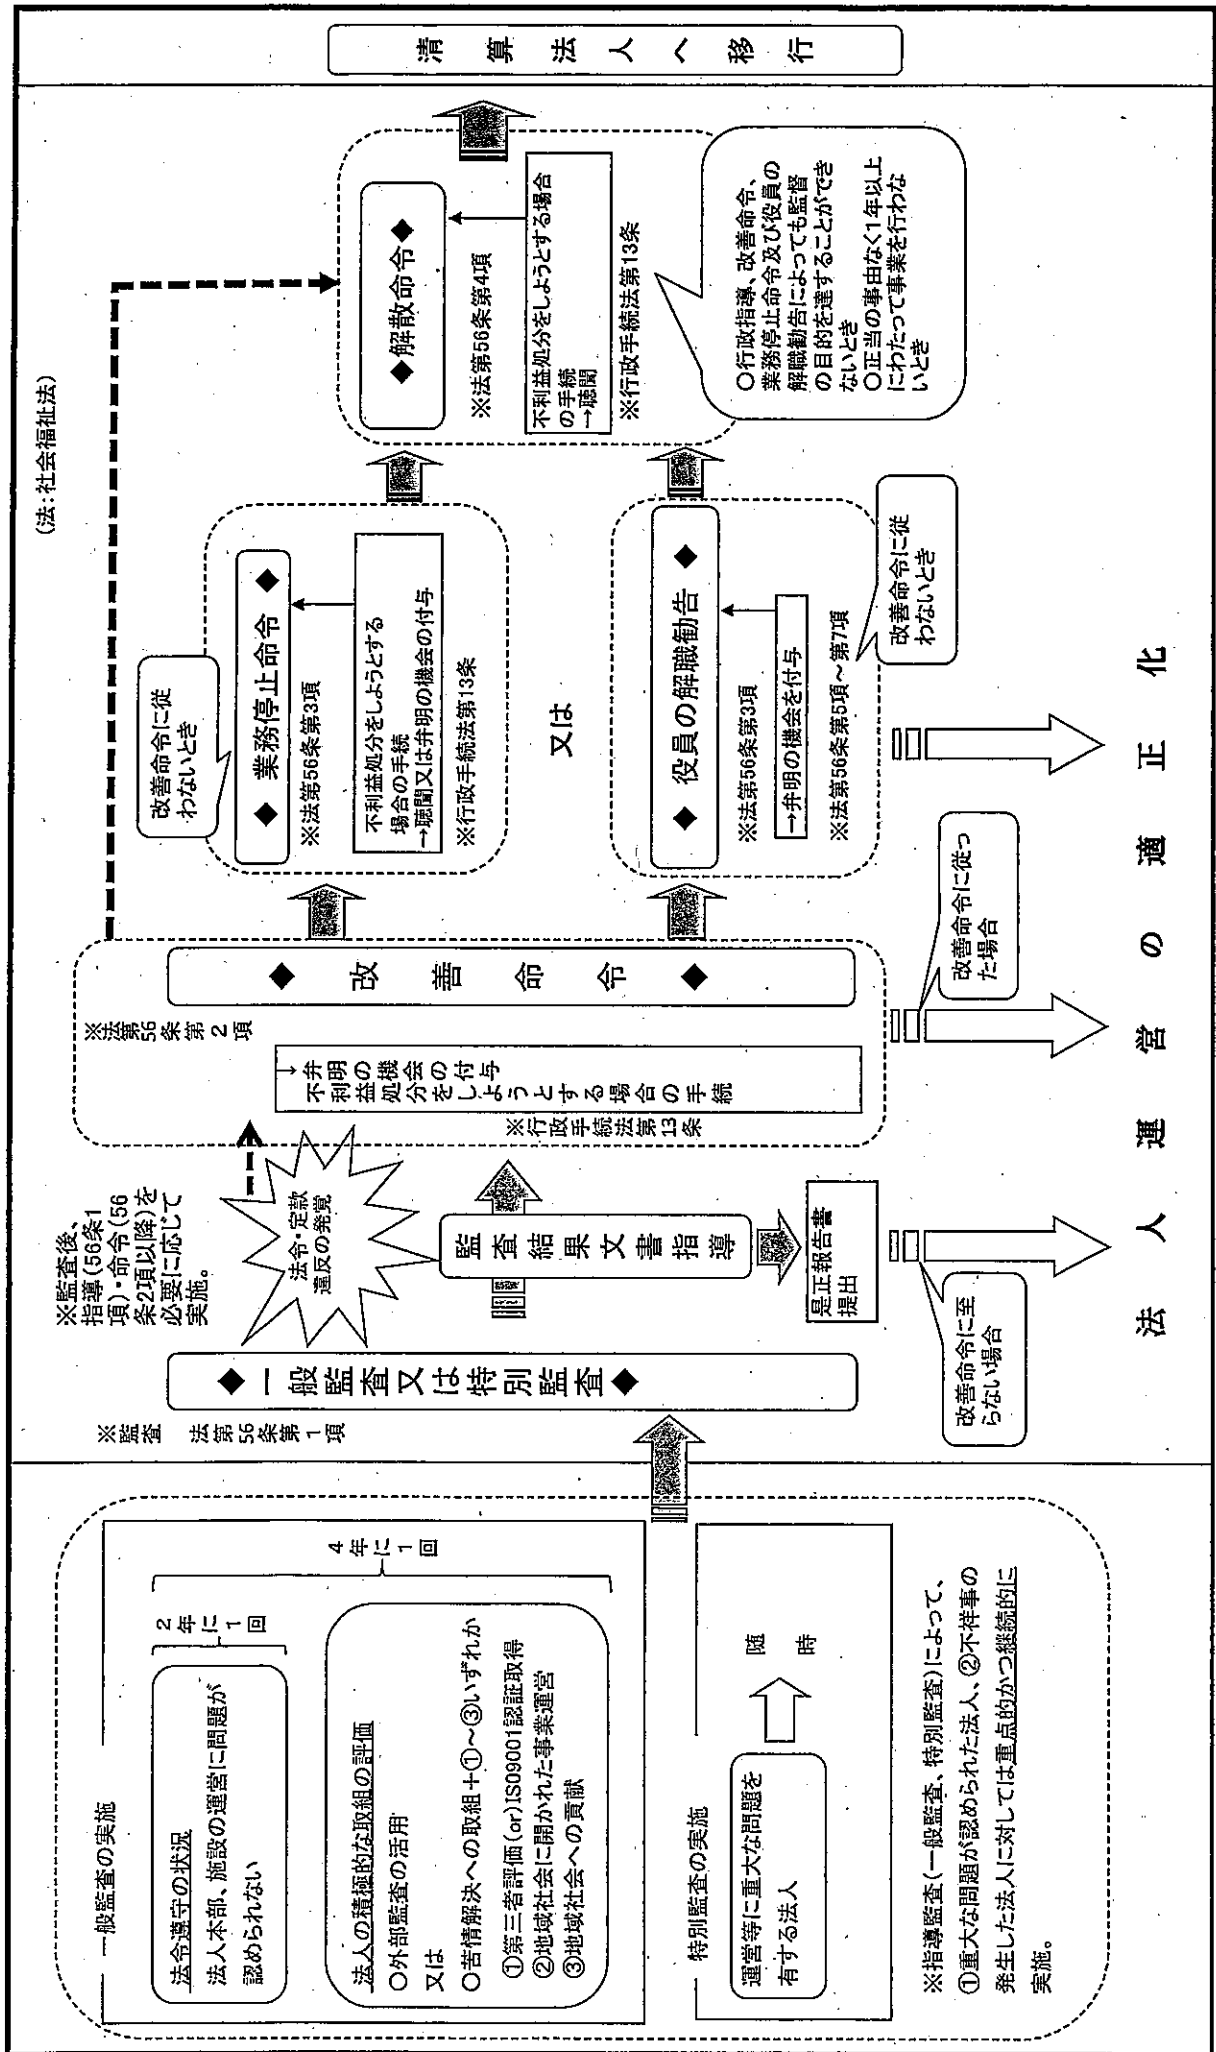 (法:社会福祉法)
一般監査の実施
法令遵守の状況
法人本部、施設の運営に問題が
認められない
2年に1回
法人の積極的な取組の評価
○外部監査の活用
又は
○苦情解決への取組+①~③いずれか
①第三者評価(or)ISO9001認証取得
②地域社会に開かれた事業運営
③地域社会への貢献
4年に1回
特別監査の実施
運営等に重大な問題を
有する法人
随時
※指導監査(一般監査、特別監査)によって、
①重大な問題が認められた法人、②不祥事の
発生した法人に対しては重点的かつ継続的に
実施。
※監査 法第56条第1項
◆一般監査又は特別監査◆
※監査後、
指導(56条1
項)・命令(56
条2項以降)を
必要に応じて
実施。
法令・定款
違反の発覚
監査結果文書指導
是正報告書
提出
改善命令に至
らない場合
※法第56条第2項
◆改善命令◆
不利益処分をしようとする場合の手続
→弁明の機会の付与
※行政手続法第13条
改善命令に従っ
た場合
改善命令に従
わないとき
◆業務停止命令◆
※法第56条第3項
不利益処分をしようとする
場合の手続
→聴聞又は弁明の機会の付与
※行政手続法第13条
又は
◆役員の解職勧告◆
※法第56条第3項
→弁明の機会を付与
※法第56条第5項~第7項
改善命令に従
わないとき
◆解散命令◆
※法第56条第4項
不利益処分をしようとする場合
の手続
→聴聞
※行政手続法第13条
○行政指導、改善命令、
業務停止命令及び役員の
解職勧告によっても監督
の目的を達することができ
ないとき
○正当の事由なく1年以上
にわたって事業を行わな
いとき
清算法人へ移行
法人運営の適正化